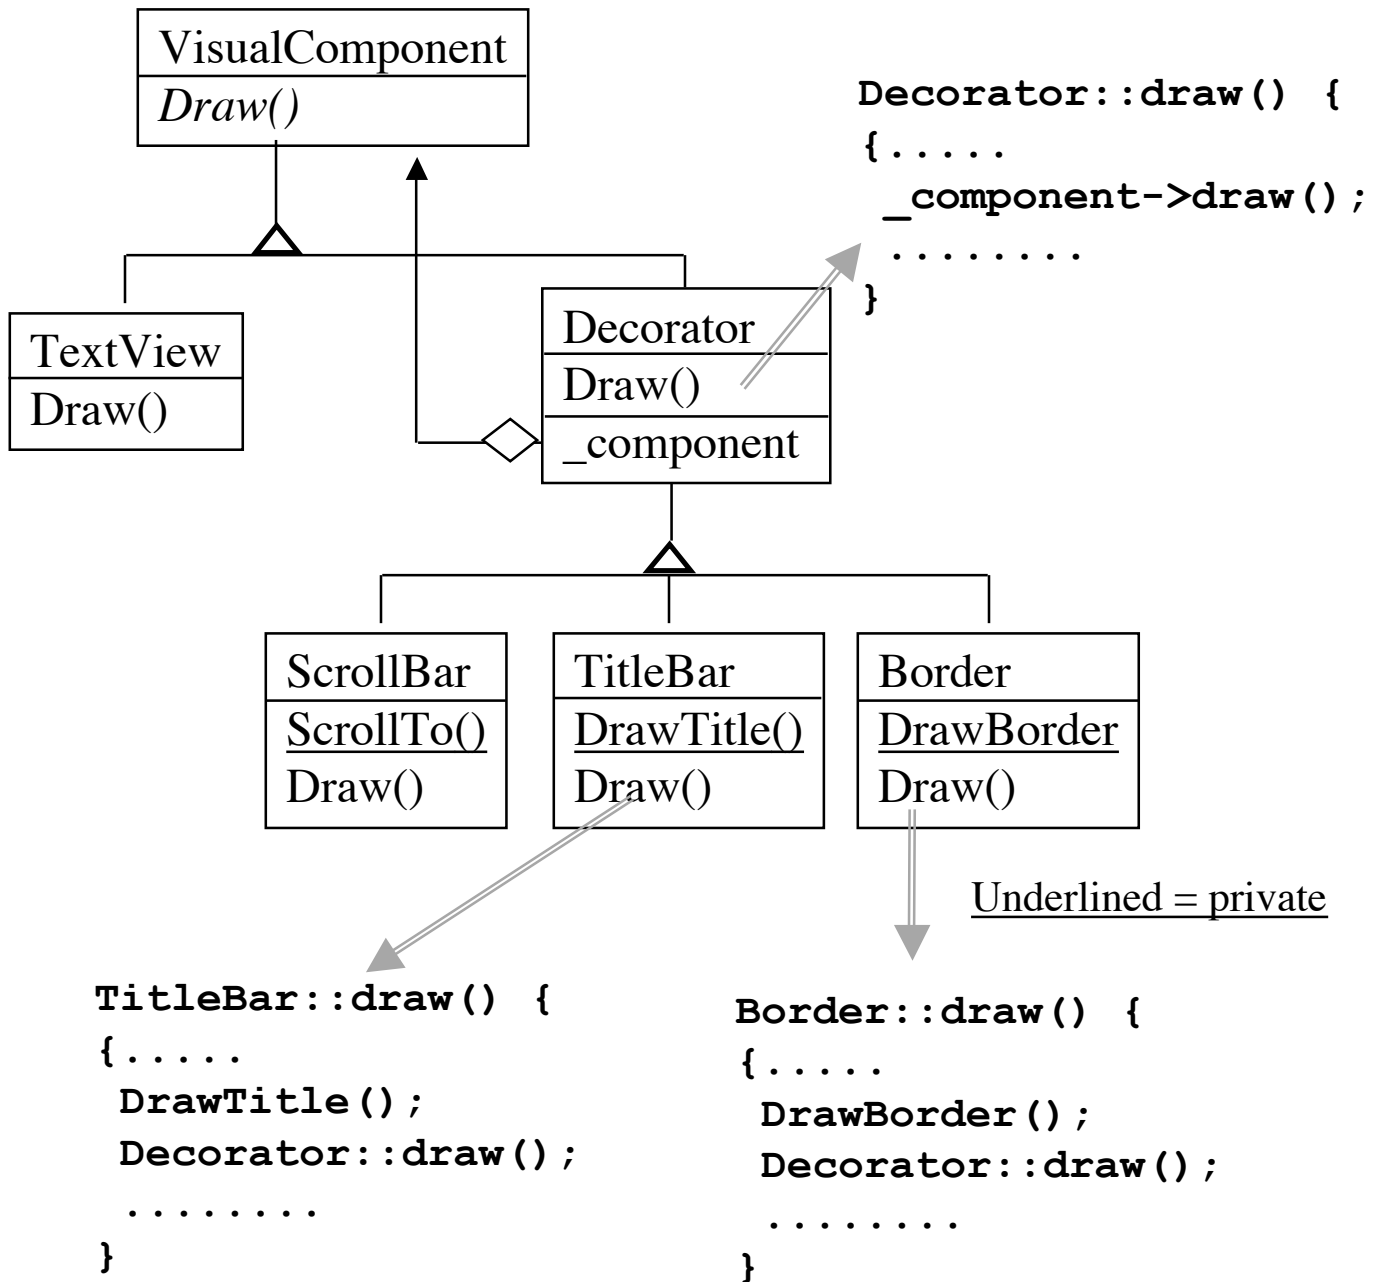 VisualComponent
Draw()
Decorator::draw() {
{.....
_component->draw();
........
}
TextView
Draw()
Decorator
Draw()
_component
ScrollBar
ScrollTo()
Draw()
TitleBar
DrawTitle()
Draw()
Border
DrawBorder
Draw()
Underlined = private
TitleBar::draw() {
{.....
DrawTitle();
Decorator::draw();
........
}
Border::draw() {
{.....
DrawBorder();
Decorator::draw();
........
}